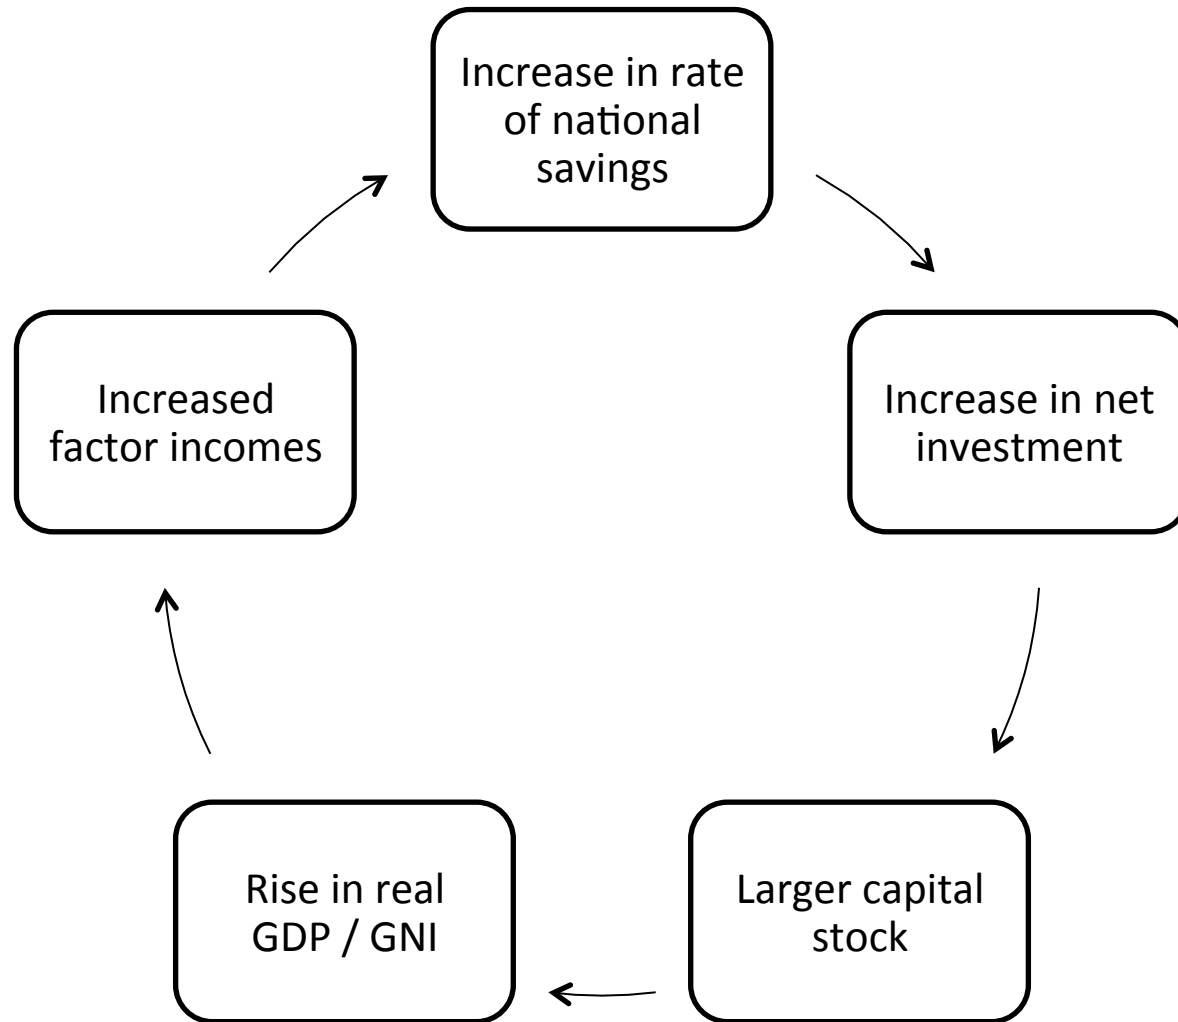 Increase in rate
of national
savings
Increase in net
investment
Larger capital
stock
Rise in real
GDP / GNI
Increased
factor incomes